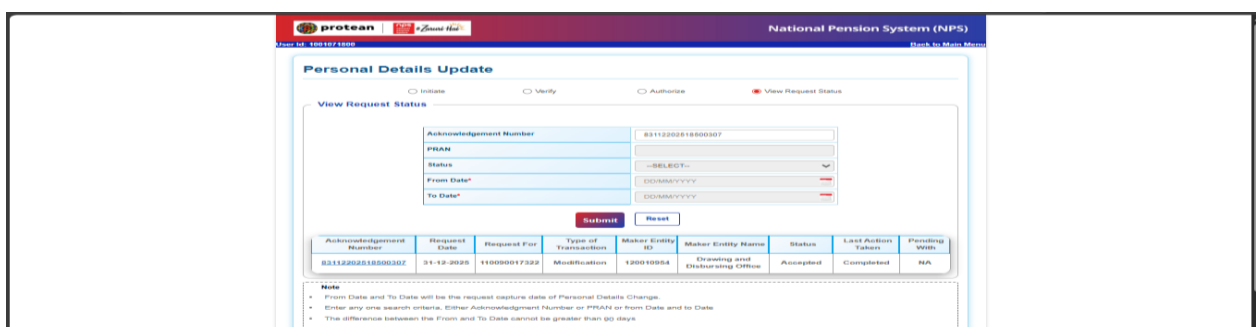 protean nps e-Zaroori Hai! National Pension System (NPS)
User Id: 1001071800 Back to Main Menu
Personal Details Update
Initiate Verify Authorize View Request Status
View Request Status
Acknowledgement Number 83112202518500307
PRAN
Status --SELECT--
From Date* DD/MM/YYYY
To Date* DD/MM/YYYY
Submit Reset
Acknowledgement Number Request Date Request For Type of Transaction Maker Entity ID Maker Entity Name Status Last Action Taken Pending With
83112202518500307 31-12-2025 110090017322 Modification 120010954 Drawing and Disbursing Office Accepted Completed NA
Note
• From Date and To Date will be the request capture date of Personal Details Change.
• Enter any one search criteria, Either Acknowledgment Number or PRAN or from Date and to Date
• The difference between the From and To Date cannot be greater than 90 days